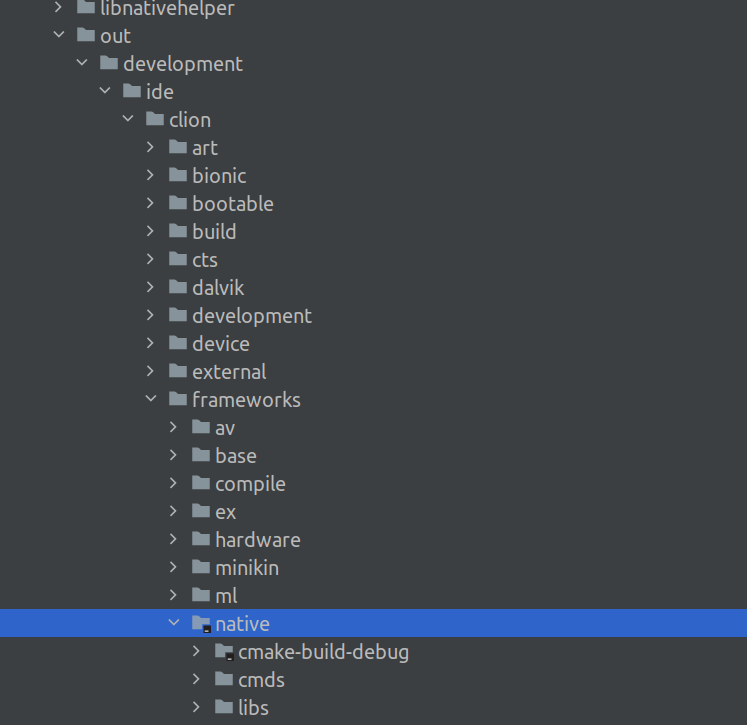 libnativehelper
out
development
ide
clion
art
bionic
bootable
build
cts
dalvik
development
device
external
frameworks
av
base
compile
ex
hardware
minikin
ml
native
cmake-build-debug
cmds
libs